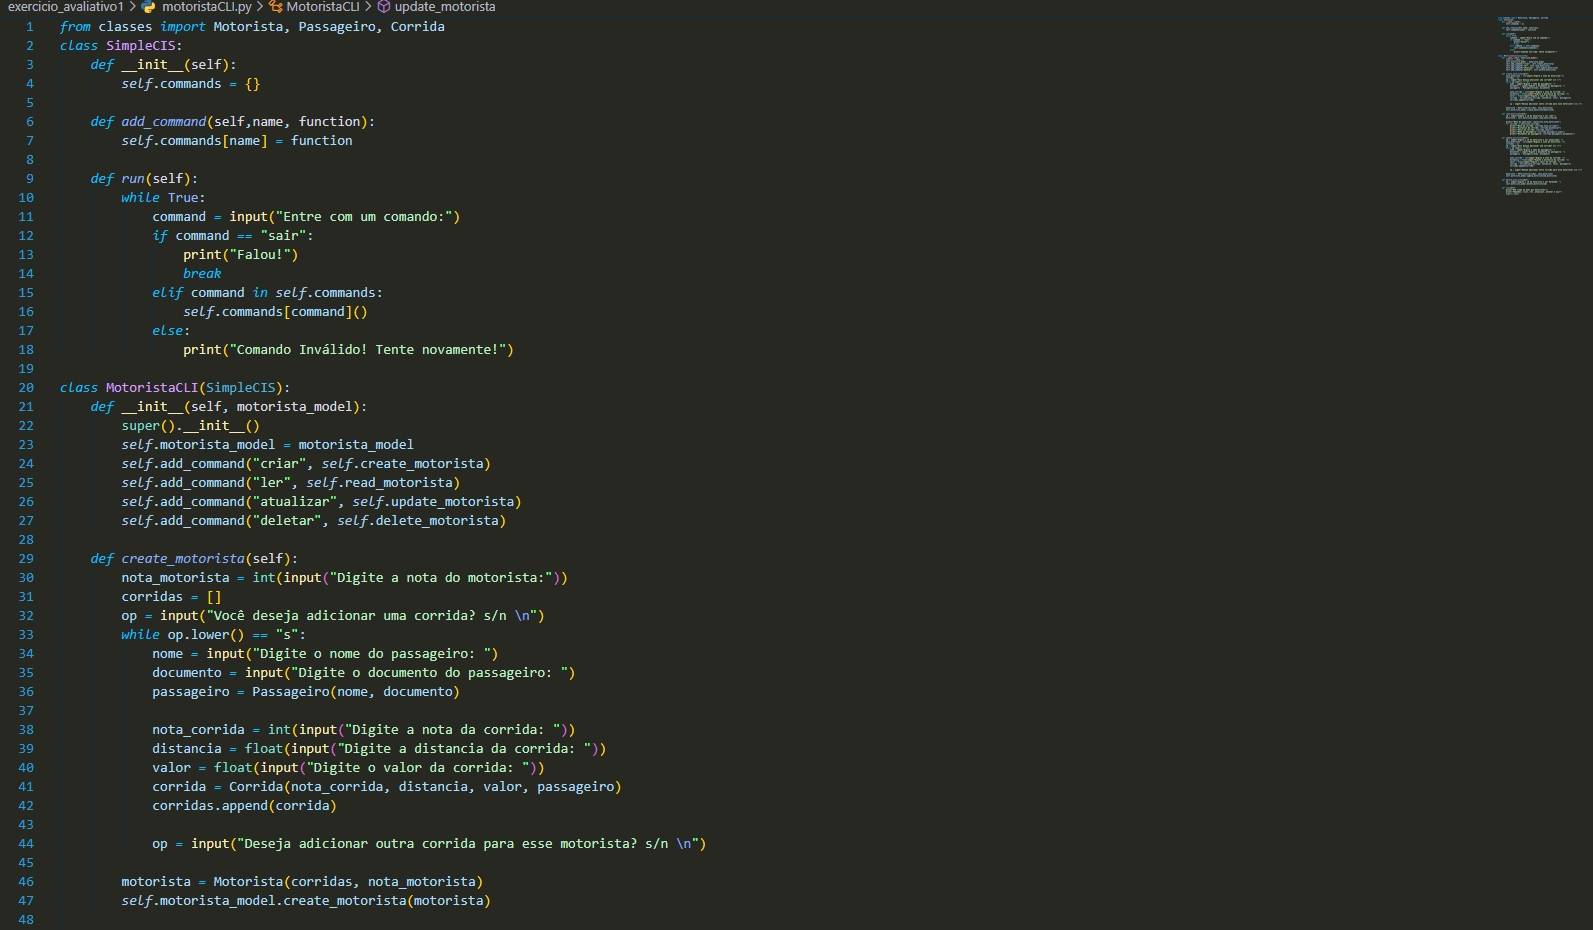 exercicio_avaliativo1 > motoristaCLI.py > MotoristaCLI > update_motorista
1 from classes import Motorista, Passageiro, Corrida
2 class SimpleCIS:
3     def __init__(self):
4         self.commands = {}
5
6     def add_command(self,name, function):
7         self.commands[name] = function
8
9     def run(self):
10         while True:
11             command = input("Entre com um comando:")
12             if command == "sair":
13                 print("Falou!")
14                 break
15             elif command in self.commands:
16                 self.commands[command]()
17             else:
18                 print("Comando Inválido! Tente novamente!")
19
20 class MotoristaCLI(SimpleCIS):
21     def __init__(self, motorista_model):
22         super().__init__()
23         self.motorista_model = motorista_model
24         self.add_command("criar", self.create_motorista)
25         self.add_command("ler", self.read_motorista)
26         self.add_command("atualizar", self.update_motorista)
27         self.add_command("deletar", self.delete_motorista)
28
29     def create_motorista(self):
30         nota_motorista = int(input("Digite a nota do motorista:"))
31         corridas = []
32         op = input("Você deseja adicionar uma corrida? s/n \n")
33         while op.lower() == "s":
34             nome = input("Digite o nome do passageiro: ")
35             documento = input("Digite o documento do passageiro: ")
36             passageiro = Passageiro(nome, documento)
37
38             nota_corrida = int(input("Digite a nota da corrida: "))
39             distancia = float(input("Digite a distancia da corrida: "))
40             valor = float(input("Digite o valor da corrida: "))
41             corrida = Corrida(nota_corrida, distancia, valor, passageiro)
42             corridas.append(corrida)
43
44             op = input("Deseja adicionar outra corrida para esse motorista? s/n \n")
45
46         motorista = Motorista(corridas, nota_motorista)
47         self.motorista_model.create_motorista(motorista)
48